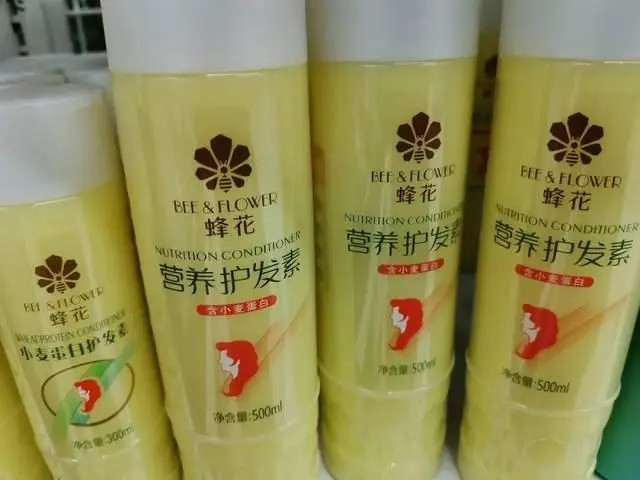 BEE & FLOWER
蜂花
WHEAT PROTEIN CONDITIONER
小麦蛋白护发素
净含量:300ml
BEE & FLOWER
蜂花
NUTRITION CONDITIONER
营养护发素
含小麦蛋白
净含量:500ml
BEE & FLOWER
蜂花
NUTRITION CONDITIONER
营养护发素
含小麦蛋白
净含量:500ml
BEE & FLOWER
蜂花
NUTRITION CONDITIONER
营养护发素
含小麦蛋白
净含量:500ml